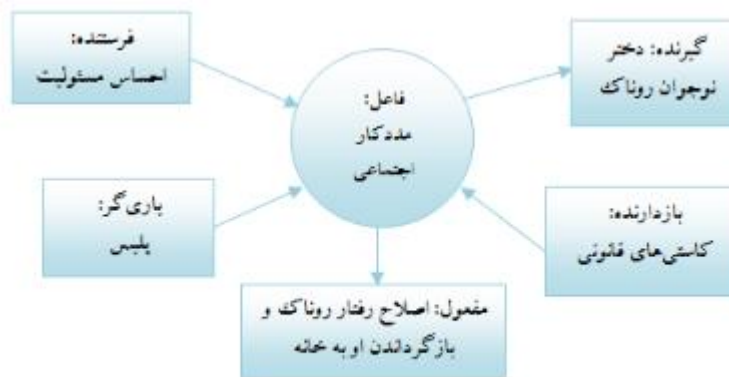 فرستنده:
احساس مسئولیت
گیرنده: دختر
نوجوان روناک
فاعل:
مددکار
اجتماعی
یاری‌گر:
پلیس
بازدارنده:
کاستی‌های قانونی
مفعول: اصلاح رفتار روناک و
بازگرداندن او به خانه